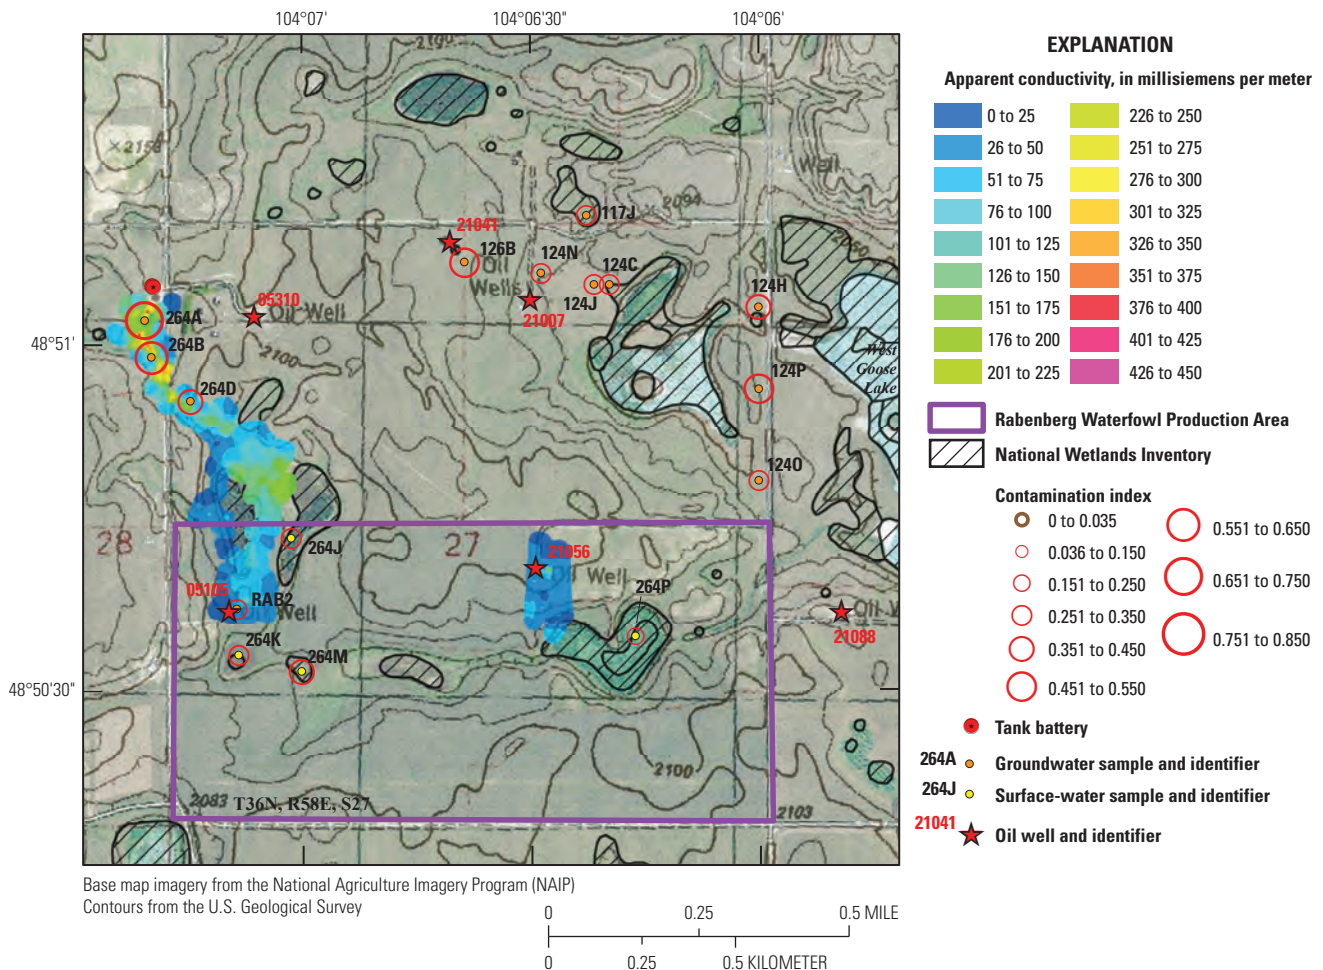 104°07'
104°06'30"
104°06'
48°51'
48°50'30"
2158
2094
Well
117J
21041
126B
Oil
Wells
124N
124C
124J
21007
124H
2050
05310
Oil Well
264A
264B
2100
264D
124P
West
Goose
Lake
124O
28
27
264J
21056
Oil Well
264P
05105
RAB2
Oil Well
21088
264K
264M
2100
2083
T36N, R58E, S27
2103
EXPLANATION
Apparent conductivity, in millisiemens per meter
0 to 25
26 to 50
51 to 75
76 to 100
101 to 125
126 to 150
151 to 175
176 to 200
201 to 225
226 to 250
251 to 275
276 to 300
301 to 325
326 to 350
351 to 375
376 to 400
401 to 425
426 to 450
Rabenberg Waterfowl Production Area
National Wetlands Inventory
Contamination index
0 to 0.035
0.036 to 0.150
0.151 to 0.250
0.251 to 0.350
0.351 to 0.450
0.451 to 0.550
0.551 to 0.650
0.651 to 0.750
0.751 to 0.850
Tank battery
264A Groundwater sample and identifier
264J Surface-water sample and identifier
21041 Oil well and identifier
Base map imagery from the National Agriculture Imagery Program (NAIP)
Contours from the U.S. Geological Survey
0 0.25 0.5 MILE
0 0.25 0.5 KILOMETER